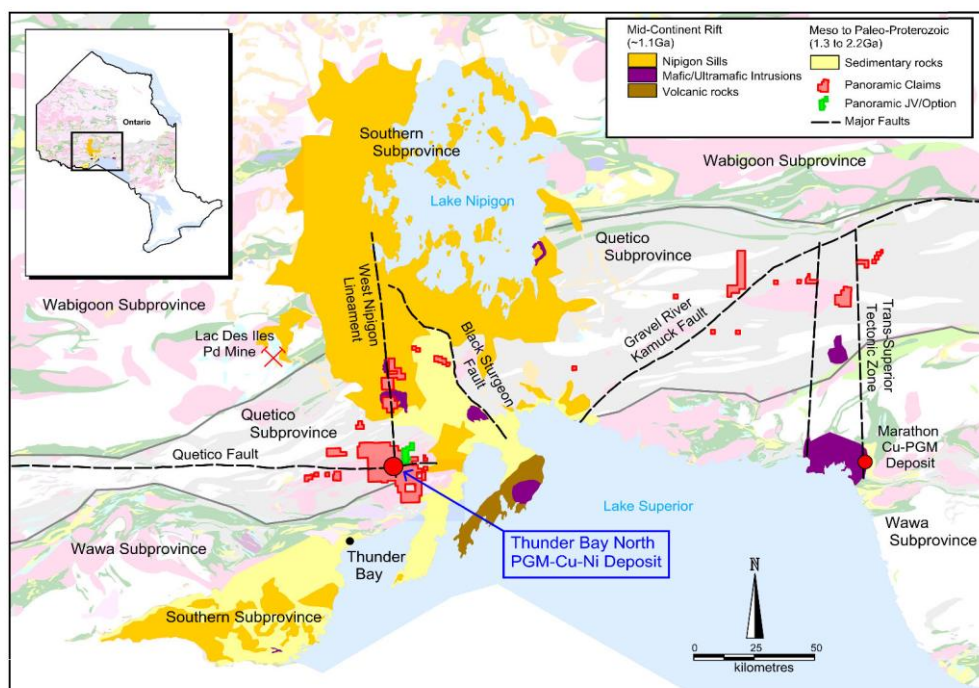 Ontario
Mid-Continent Rift
(~1.1Ga)
Nipigon Sills
Mafic/Ultramafic Intrusions
Volcanic rocks
Meso to Paleo-Proterozoic
(1.3 to 2.2Ga)
Sedimentary rocks
Panoramic Claims
Panoramic JV/Option
Major Faults
Southern
Subprovince
Wabigoon Subprovince
Lake Nipigon
Quetico
Subprovince
Wabigoon Subprovince
West Nipigon
Lineament
Lac Des Iles
Pd Mine
Black Sturgeon
Fault
Gravel River
Kamuck Fault
Trans-Superior
Tectonic Zone
Quetico
Subprovince
Quetico Fault
Marathon
Cu-PGM
Deposit
Lake Superior
Wawa
Subprovince
Wawa Subprovince
Thunder
Bay
Thunder Bay North
PGM-Cu-Ni Deposit
Southern Subprovince
N
0 25 50
kilometres